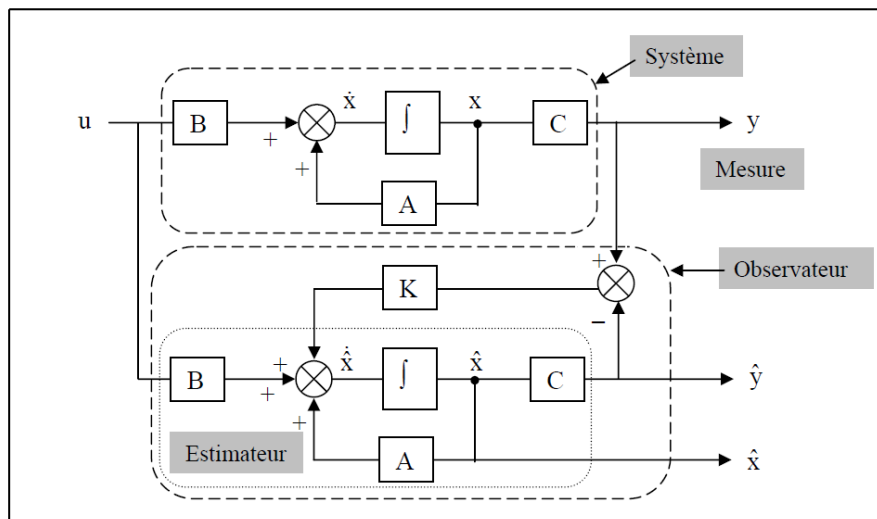 Système
u
B
+
+
ẋ
∫
x
C
y
A
Mesure
+
−
Observateur
K
B
+
+
+
x̂̇
∫
x̂
C
ŷ
Estimateur
A
x̂